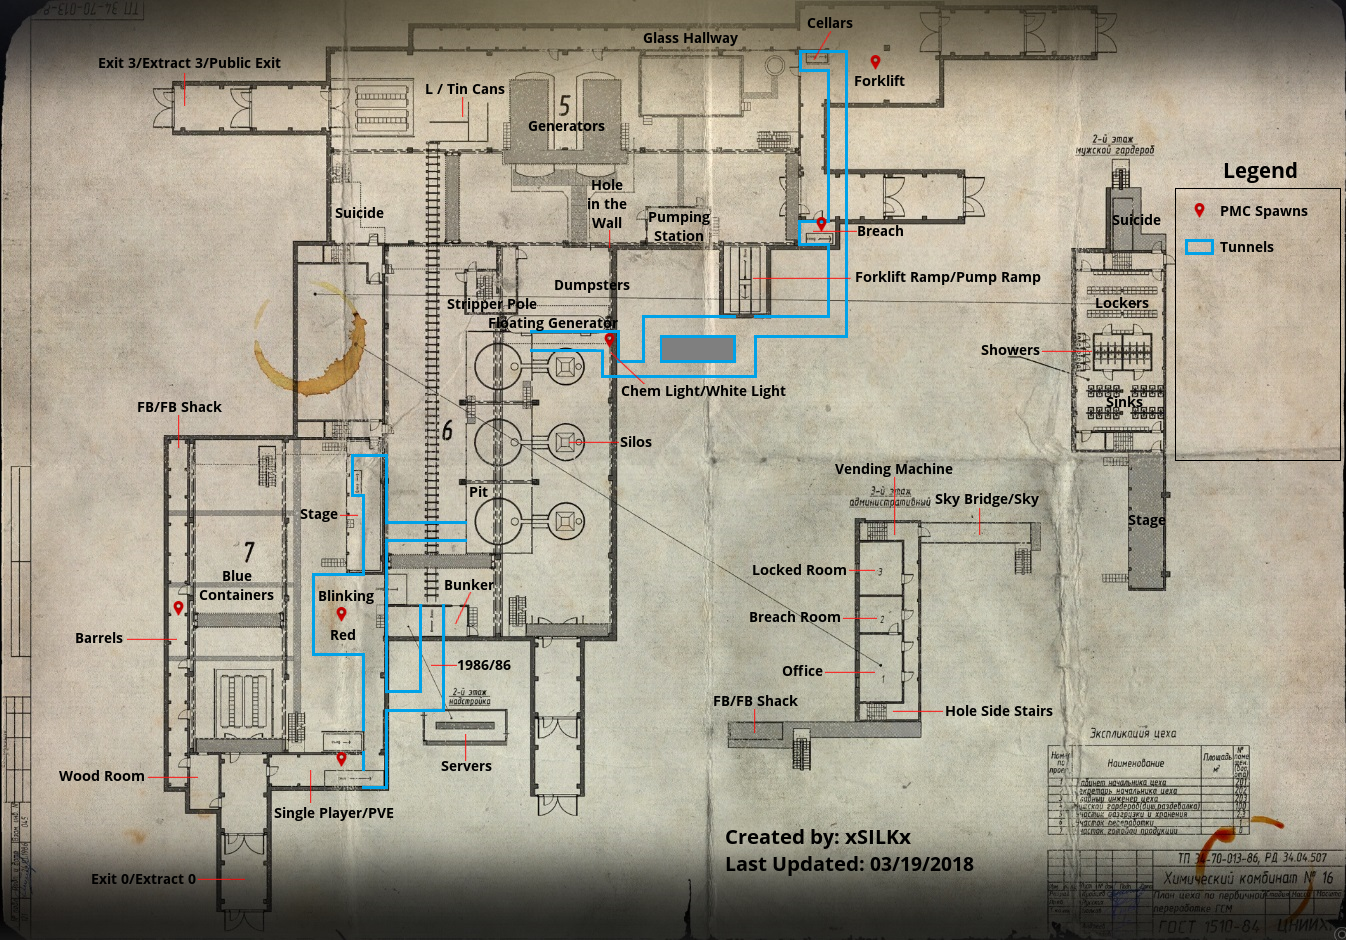 ТП 34-70-013-86
Cellars
Glass Hallway
Exit 3/Extract 3/Public Exit
Forklift
L / Tin Cans
5
Generators
2-й этаж
мужской гардероб
Legend
Hole
in the
Wall
PMC Spawns
Suicide
Pumping
Station
Suicide
Breach
Tunnels
Forklift Ramp/Pump Ramp
Dumpsters
Stripper Pole
Lockers
Floating Generator
Showers
Chem Light/White Light
Sinks
FB/FB Shack
6
Silos
Vending Machine
Pit
3-й этаж
административный
Sky Bridge/Sky
Stage
Stage
7
Blue
Containers
Locked Room
3
Bunker
Blinking
Red
Breach Room
2
Barrels
1986/86
Office
1
2-й этаж
надстройка
FB/FB Shack
Hole Side Stairs
Экспликация цеха
Servers
Wood Room
Наименование
Площадь
м²
Single Player/PVE
Created by: xSILKx
Last Updated: 03/19/2018
Exit 0/Extract 0
ТП 34-70-013-86, РД 34.04.507
Химический комбинат № 16
План цеха по первичной
переработке ГСМ
ГОСТ 1510-84